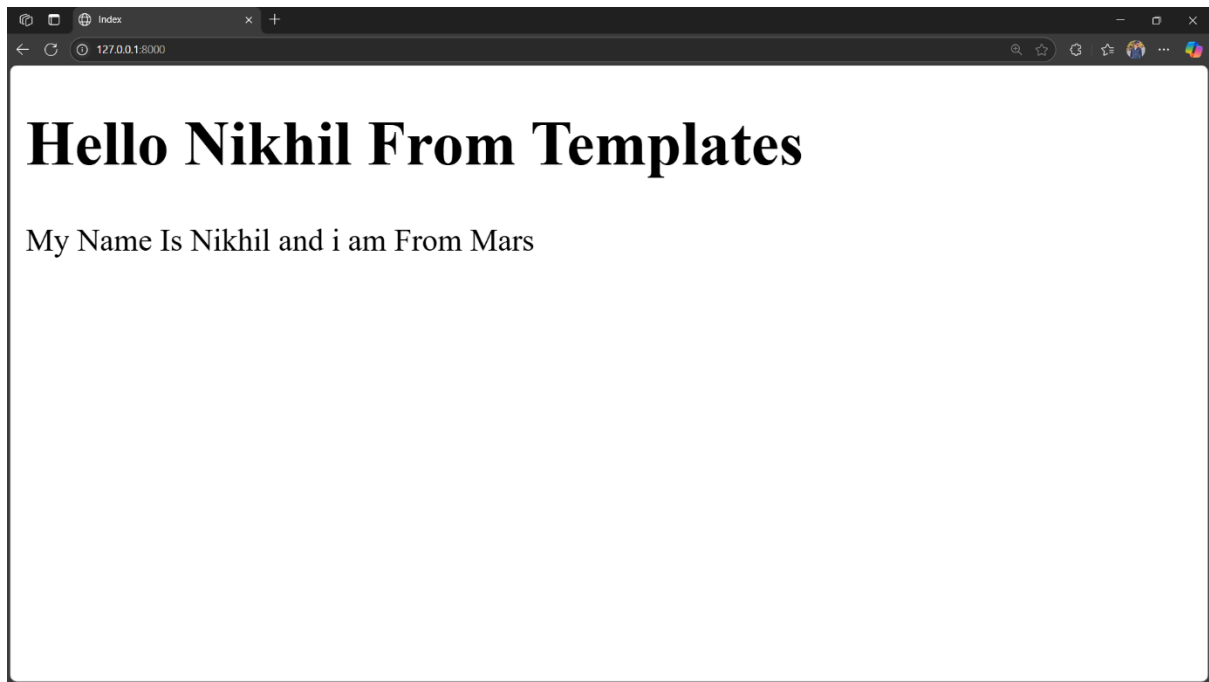 Index
127.0.0.1:8000
Hello Nikhil From Templates
My Name Is Nikhil and i am From Mars